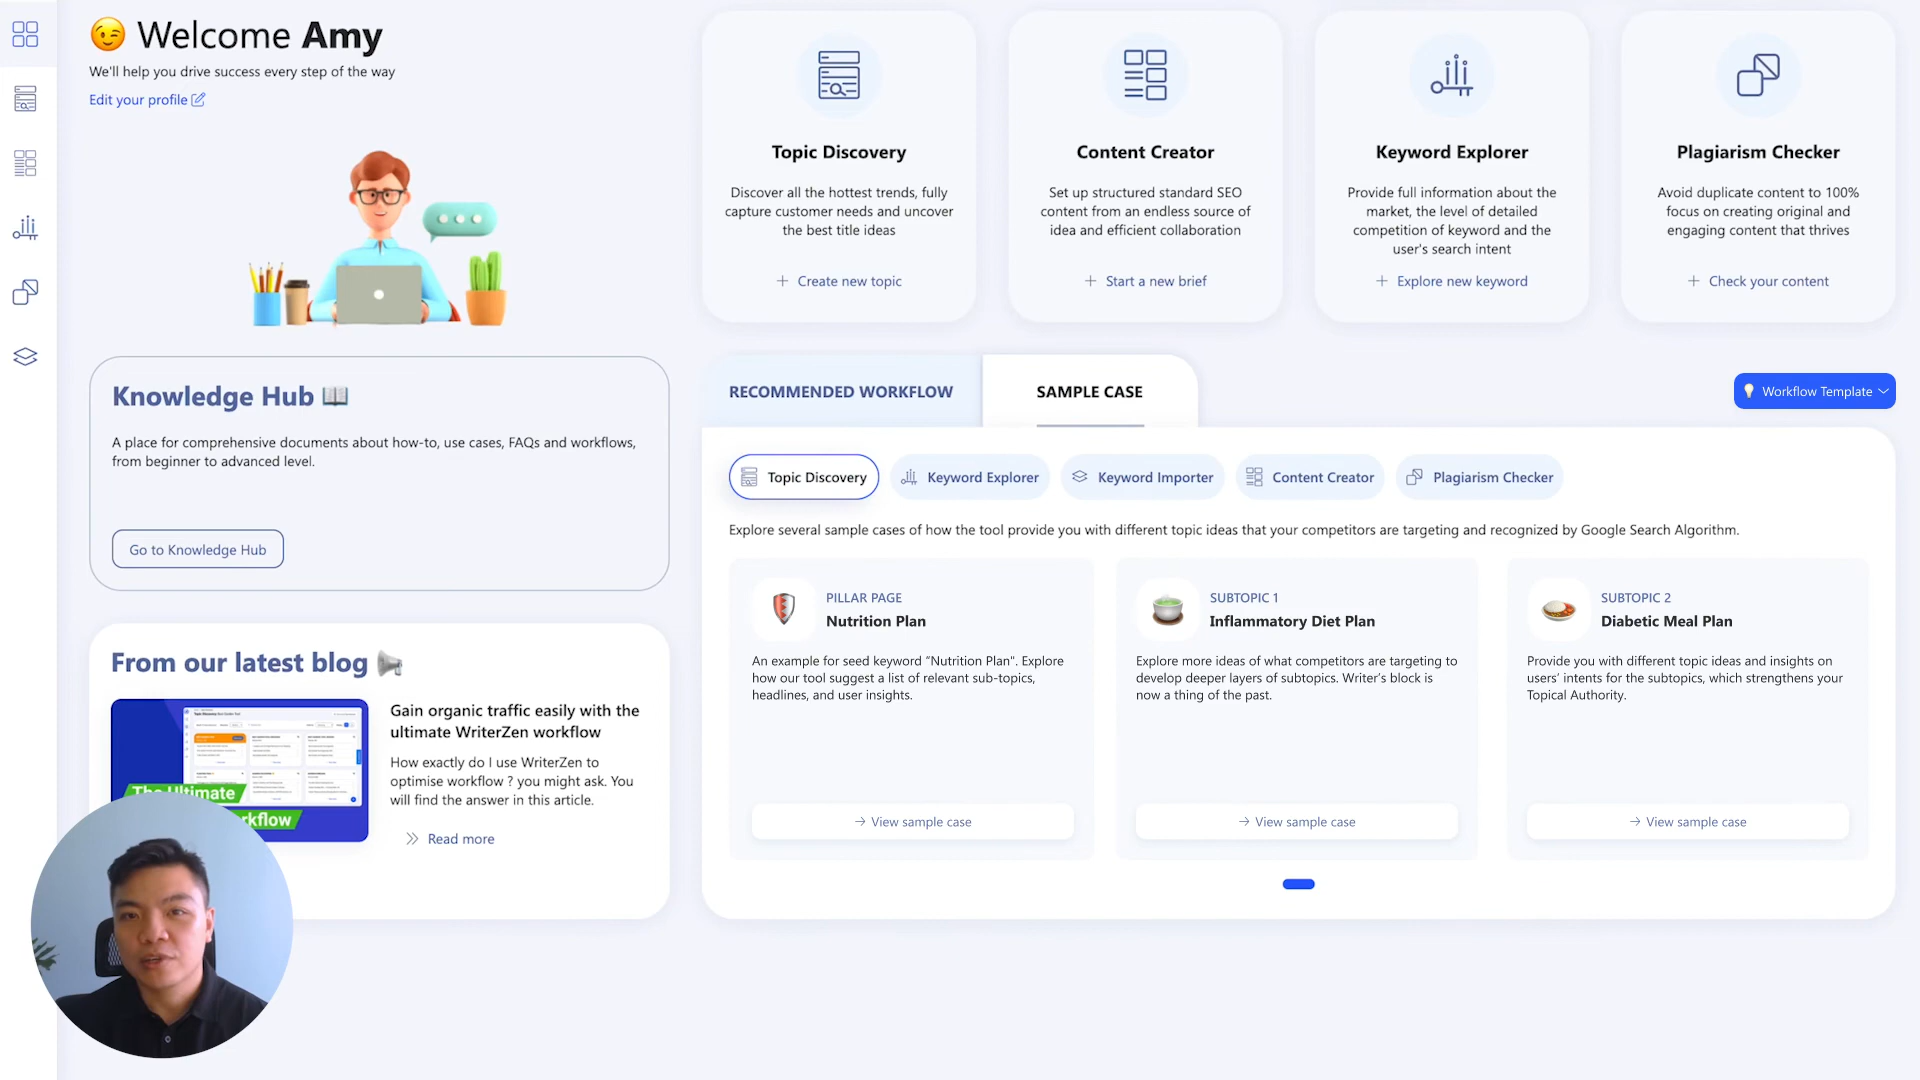 Welcome Amy
We'll help you drive success every step of the way
Edit your profile
Topic Discovery
Discover all the hottest trends, fully
capture customer needs and uncover
the best title ideas
Create new topic
Content Creator
Set up structured standard SEO
content from an endless source of
idea and efficient collaboration
Start a new brief
Keyword Explorer
Provide full information about the
market, the level of detailed
competition of keyword and the
user's search intent
Explore new keyword
Plagiarism Checker
Avoid duplicate content to 100%
focus on creating original and
engaging content that thrives
Check your content
Knowledge Hub
A place for comprehensive documents about how-to, use cases, FAQs and workflows,
from beginner to advanced level.
Go to Knowledge Hub
From our latest blog
The Ultimate
rkflow
Gain organic traffic easily with the
ultimate WriterZen workflow
How exactly do I use WriterZen to
optimise workflow ? you might ask. You
will find the answer in this article.
Read more
RECOMMENDED WORKFLOW
SAMPLE CASE
Workflow Template
Topic Discovery
Keyword Explorer
Keyword Importer
Content Creator
Plagiarism Checker
Explore several sample cases of how the tool provide you with different topic ideas that your competitors are targeting and recognized by Google Search Algorithm.
PILLAR PAGE
Nutrition Plan
An example for seed keyword “Nutrition Plan". Explore
how our tool suggest a list of relevant sub-topics,
headlines, and user insights.
View sample case
SUBTOPIC 1
Inflammatory Diet Plan
Explore more ideas of what competitors are targeting to
develop deeper layers of subtopics. Writer’s block is
now a thing of the past.
View sample case
SUBTOPIC 2
Diabetic Meal Plan
Provide you with different topic ideas and insights on
users’ intents for the subtopics, which strengthens your
Topical Authority.
View sample case